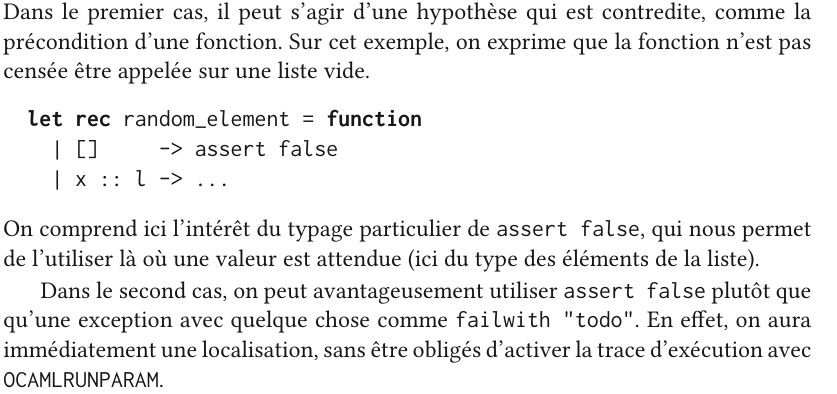 Dans le premier cas, il peut s’agir d’une hypothèse qui est contredite, comme la
précondition d’une fonction. Sur cet exemple, on exprime que la fonction n’est pas
censée être appelée sur une liste vide.
let rec random_element = function
| []     -> assert false
| x :: l -> ...
On comprend ici l’intérêt du typage particulier de assert false, qui nous permet
de l’utiliser là où une valeur est attendue (ici du type des éléments de la liste).
Dans le second cas, on peut avantageusement utiliser assert false plutôt que
qu’une exception avec quelque chose comme failwith "todo". En effet, on aura
immédiatement une localisation, sans être obligés d’activer la trace d’exécution avec
OCAMLRUNPARAM.